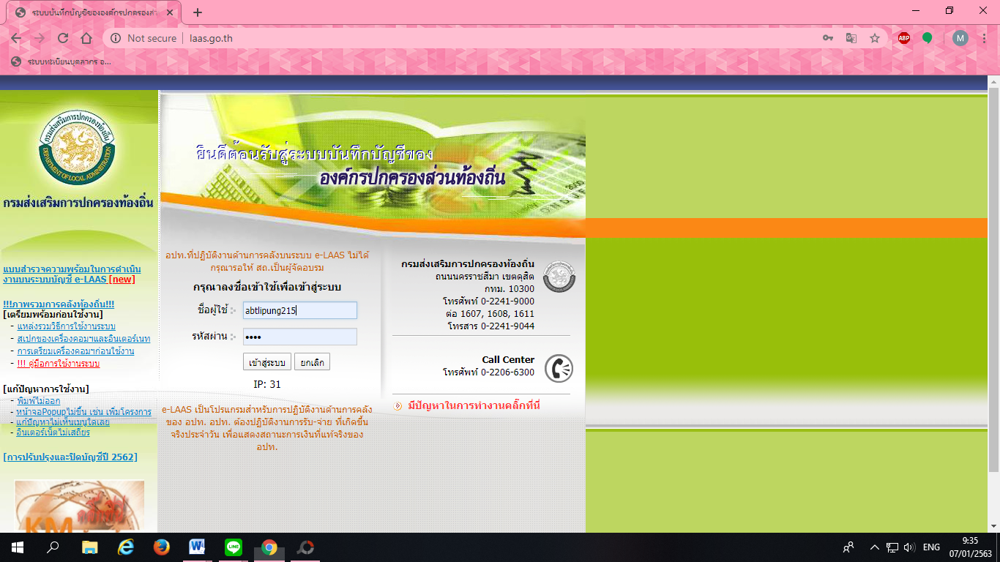 ระบบบันทึกบัญชีขององค์กรปกครองส่ว
Not secure | laas.go.th
ABP
M
ระบบทะเบียนบุคลากร อ...
กรมส่งเสริมการปกครองท้องถิ่น
DEPARTMENT OF LOCAL ADMINISTRATION
กรมส่งเสริมการปกครองท้องถิ่น
แบบสำรวจความพร้อมในการดำเนิน
งานบนระบบบัญชี e-LAAS [new]
!!!ภาพรวมการคลังท้องถิ่น!!!
[เตรียมพร้อมก่อนใช้งาน]
- แหล่งรวมวิธีการใช้งานระบบ
- สเปกของเครื่องคอมฯและอินเตอร์เนท
- การเตรียมเครื่องคอมฯก่อนใช้งาน
- !!! คู่มือการใช้งานระบบ
[แก้ปัญหาการใช้งาน]
- พิมพ์ไม่ออก
- หน้าจอPopupไม่ขึ้น เช่น เพิ่มโครงการ
- แก้ปัญหาไม่เห็นเมนูใดเลย
- อินเตอร์เน็ตไม่เสถียร
[การปรับปรุงและปิดบัญชีปี 2562]
KM
ยินดีต้อนรับสู่ระบบบันทึกบัญชีของ
องค์กรปกครองส่วนท้องถิ่น
อปท.ที่ปฏิบัติงานด้านการคลังบนระบบ e-LAAS ไม่ได้
กรุณารอให้ สถ.เป็นผู้จัดอบรม
กรุณาลงชื่อเข้าใช้เพื่อเข้าสู่ระบบ
ชื่อผู้ใช้ abtlipung215
รหัสผ่าน ••••
เข้าสู่ระบบ ยกเลิก
IP: 31
e-LAAS เป็นโปรแกรมสำหรับการปฏิบัติงานด้านการคลัง
ของ อปท. อปท. ต้องปฏิบัติงานการรับ-จ่าย ที่เกิดขึ้น
จริงประจำวัน เพื่อแสดงสถานะการเงินที่แท้จริงของ
อปท.
กรมส่งเสริมการปกครองท้องถิ่น
ถนนนครราชสีมา เขตดุสิต
กทม. 10300
โทรศัพท์ 0-2241-9000
ต่อ 1607, 1608, 1611
โทรสาร 0-2241-9044
Call Center
โทรศัพท์ 0-2206-6300
มีปัญหาในการทำงานคลิ๊กที่นี่
LINE
ENG
9:35
07/01/2563